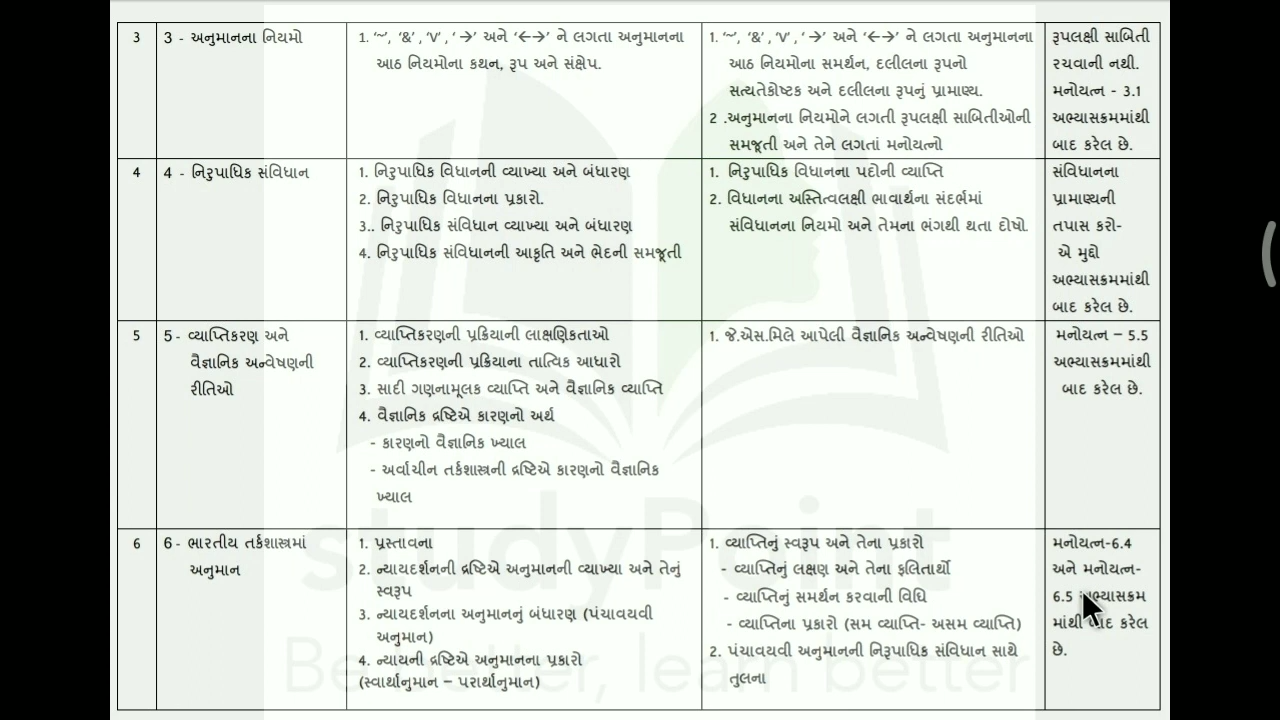 3
3 - અનુમાનના નિયમો
1. ‘~’, ‘&’ , ‘v’ , ‘ →’ અને ‘←→’ ને લગતા અનુમાનના
આઠ નિયમોના કથન, રૂપ અને સંક્ષેપ.
1. ‘~’, ‘&’ , ‘v’ , ‘ →’ અને ‘←→’ ને લગતા અનુમાનના
આઠ નિયમોના સમર્થન, દલીલના રૂપનો
સત્યતેકોષ્ટક અને દલીલના રૂપનું પ્રામાણ્ય.
2 .અનુમાનના નિયમોને લગતી રૂપલક્ષી સાબિતીઓની
સમજૂતી અને તેને લગતાં મનોયત્નો
રૂપલક્ષી સાબિતી
રચવાની નથી.
મનોયત્ન - 3.1
અભ્યાસક્રમમાંથી
બાદ કરેલ છે.
4
4 - નિરુપાધિક સંવિધાન
1. નિરુપાધિક વિધાનની વ્યાખ્યા અને બંધારણ
2. નિરુપાધિક વિધાનના પ્રકારો.
3.. નિરુપાધિક સંવિધાન વ્યાખ્યા અને બંધારણ
4. નિરુપાધિક સંવિધાનની આકૃતિ અને ભેદની સમજૂતી
1. નિરુપાધિક વિધાનના પદોની વ્યાપ્તિ
2. વિધાનના અસ્તિત્વલક્ષી ભાવાર્થના સંદર્ભમાં
સંવિધાનના નિયમો અને તેમના ભંગથી થતા દોષો.
સંવિધાનના
પ્રામાણ્યની
તપાસ કરો-
એ મુદ્દો
અભ્યાસક્રમમાંથી
બાદ કરેલ છે.
5
5 - વ્યાપ્તિકરણ અને
વૈજ્ઞાનિક અન્વેષણની
રીતિઓ
1. વ્યાપ્તિકરણની પ્રક્રિયાની લાક્ષણિકતાઓ
2. વ્યાપ્તિકરણની પ્રક્રિયાના તાત્વિક આધારો
3. સાદી ગણનામૂલક વ્યાપ્તિ અને વૈજ્ઞાનિક વ્યાપ્તિ
4. વૈજ્ઞાનિક દ્રષ્ટિએ કારણનો અર્થ
- કારણનો વૈજ્ઞાનિક ખ્યાલ
- અર્વાચીન તર્કશાસ્ત્રની દ્રષ્ટિએ કારણનો વૈજ્ઞાનિક
ખ્યાલ
1. જે.એસ.મિલે આપેલી વૈજ્ઞાનિક અન્વેષણની રીતિઓ
મનોયત્ન – 5.5
અભ્યાસક્રમમાંથી
બાદ કરેલ છે.
6
6 - ભારતીય તર્કશાસ્ત્રમાં
અનુમાન
1. પ્રસ્તાવના
2. ન્યાયદર્શનની દ્રષ્ટિએ અનુમાનની વ્યાખ્યા અને તેનું
સ્વરૂપ
3. ન્યાયદર્શનના અનુમાનનું બંધારણ (પંચાવયવી
અનુમાન)
4. ન્યાયની દ્રષ્ટિએ અનુમાનના પ્રકારો
(સ્વાર્થાનુમાન – પરાર્થાનુમાન)
1. વ્યાપ્તિનું સ્વરૂપ અને તેના પ્રકારો
- વ્યાપ્તિનું લક્ષણ અને તેના ફલિતાર્થો
- વ્યાપ્તિનું સમર્થન કરવાની વિધિ
- વ્યાપ્તિના પ્રકારો (સમ વ્યાપ્તિ- અસમ વ્યાપ્તિ)
2. પંચાવયવી અનુમાનની નિરૂપાધિક સંવિધાન સાથે
તુલના
મનોયત્ન-6.4
અને મનોયત્ન-
6.5 અભ્યાસક્રમ
માંથી બાદ કરેલ
છે.
studyPoint
Be better, learn better